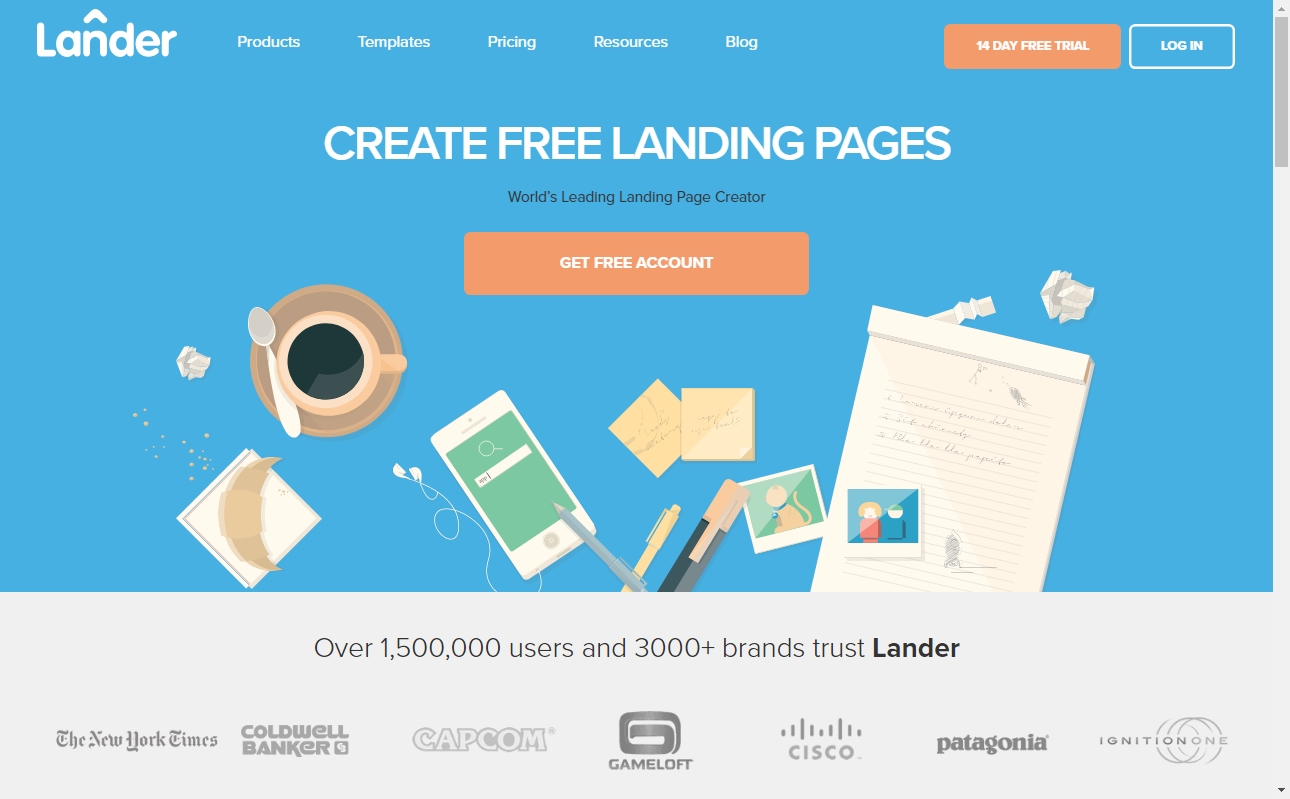 Lander
Products Templates Pricing Resources Blog
14 DAY FREE TRIAL
LOG IN
CREATE FREE LANDING PAGES
World's Leading Landing Page Creator
GET FREE ACCOUNT
Over 1,500,000 users and 3000+ brands trust Lander
The New York Times
COLDWELL
BANKER
CAPCOM®
GAMELOFT
CISCO
patagonia®
IGNITIONONE